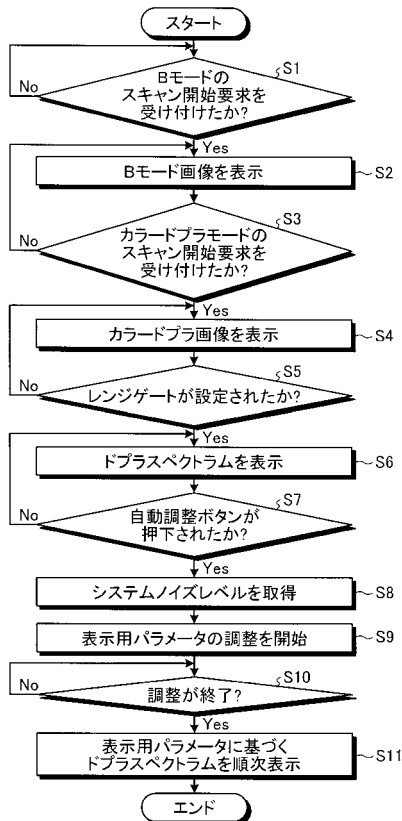 スタート
S1
Bモードの
スキャン開始要求を
受け付けたか?
No
Yes
Bモード画像を表示
S2
S3
カラードプラモードの
スキャン開始要求を
受け付けたか?
No
Yes
カラードプラ画像を表示
S4
S5
レンジゲートが設定されたか?
No
Yes
ドプラスペクトラムを表示
S6
S7
自動調整ボタンが
押下されたか?
No
Yes
システムノイズレベルを取得
S8
表示用パラメータの調整を開始
S9
S10
調整が終了?
No
Yes
表示用パラメータに基づく
ドプラスペクトラムを順次表示
S11
エンド